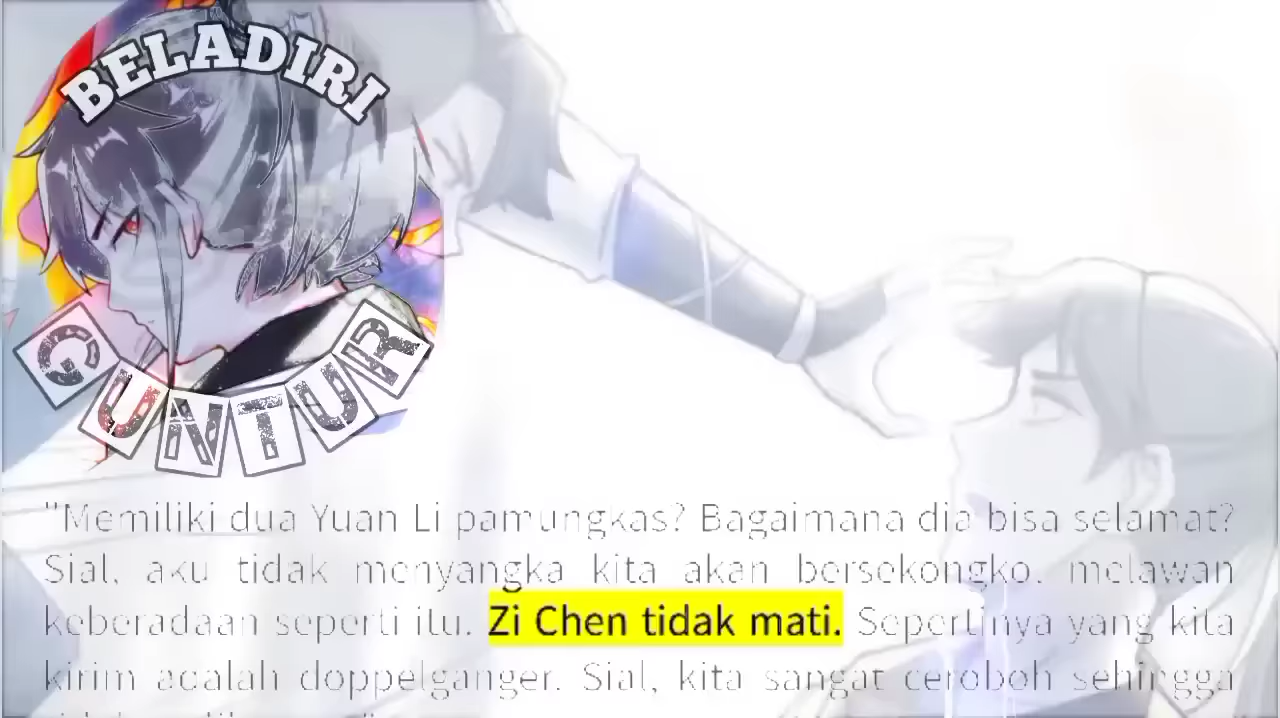 BELADIRI
GUNTUR
"Memiliki dua Yuan Li pamungkas? Bagaimana dia bisa selamat?
Sial, aku tidak menyangka kita akan bersekongkol melawan
keberadaan seperti itu. Zi Chen tidak mati. Sepertinya yang kita
kirim adalah doppelganger. Sial, kita sangat ceroboh sehingga